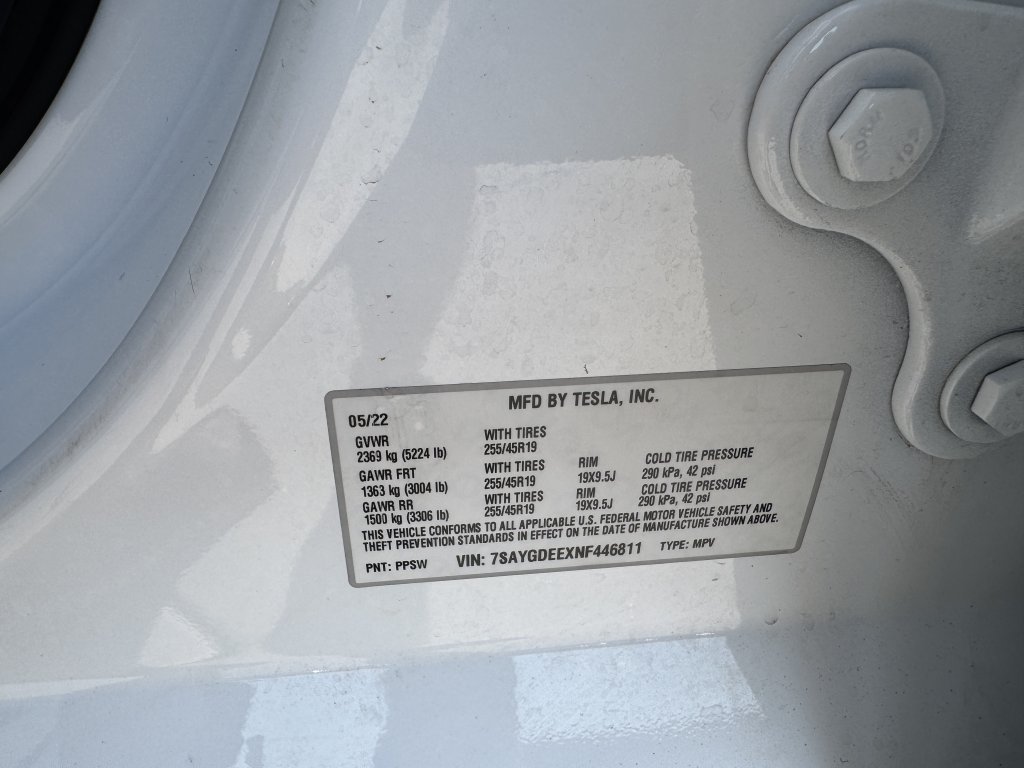 MFD BY TESLA, INC.
05/22
GVWR WITH TIRES
2369 kg (5224 lb) 255/45R19
GAWR FRT WITH TIRES RIM COLD TIRE PRESSURE
1363 kg (3004 lb) 255/45R19 19X9.5J 290 kPa, 42 psi
GAWR RR WITH TIRES RIM COLD TIRE PRESSURE
1500 kg (3306 lb) 255/45R19 19X9.5J 290 kPa, 42 psi
THIS VEHICLE CONFORMS TO ALL APPLICABLE U.S. FEDERAL MOTOR VEHICLE SAFETY AND
THEFT PREVENTION STANDARDS IN EFFECT ON THE DATE OF MANUFACTURE SHOWN ABOVE.
PNT: PPSW VIN: 7SAYGDEEXNF446811 TYPE: MPV